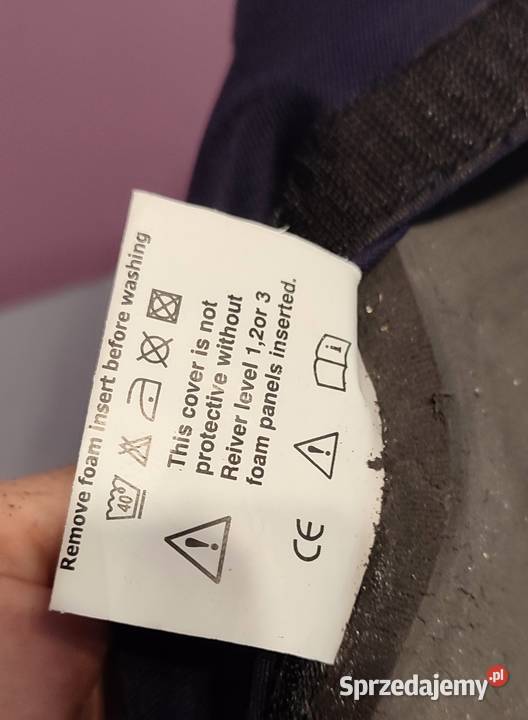 Remove foam insert before washing
40
This cover is not
protective without
Reiver level 1,2or 3
foam panels inserted.
CE
Sprzedajemy.pl